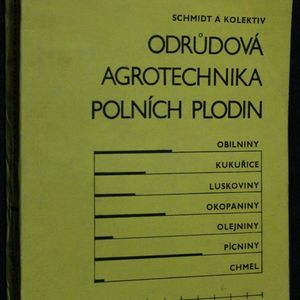 SCHMIDT A KOLEKTIV
ODRŮDOVÁ
AGROTECHNIKA
POLNÍCH PLODIN
OBILNINY
KUKUŘICE
LUSKOVINY
OKOPANINY
OLEJNINY
PÍCNINY
CHMEL